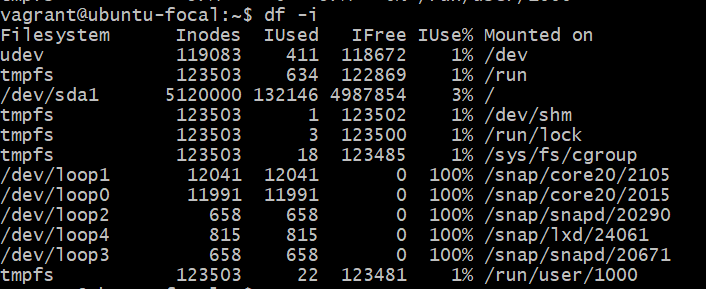 vagrant@ubuntu-focal:~$ df -i
Filesystem Inodes IUsed IFree IUse% Mounted on
udev 119083 411 118672 1% /dev
tmpfs 123503 634 122869 1% /run
/dev/sda1 5120000 132146 4987854 3% /
tmpfs 123503 1 123502 1% /dev/shm
tmpfs 123503 3 123500 1% /run/lock
tmpfs 123503 18 123485 1% /sys/fs/cgroup
/dev/loop1 12041 12041 0 100% /snap/core20/2105
/dev/loop0 11991 11991 0 100% /snap/core20/2015
/dev/loop2 658 658 0 100% /snap/snapd/20290
/dev/loop4 815 815 0 100% /snap/lxd/24061
/dev/loop3 658 658 0 100% /snap/snapd/20671
tmpfs 123503 22 123481 1% /run/user/1000